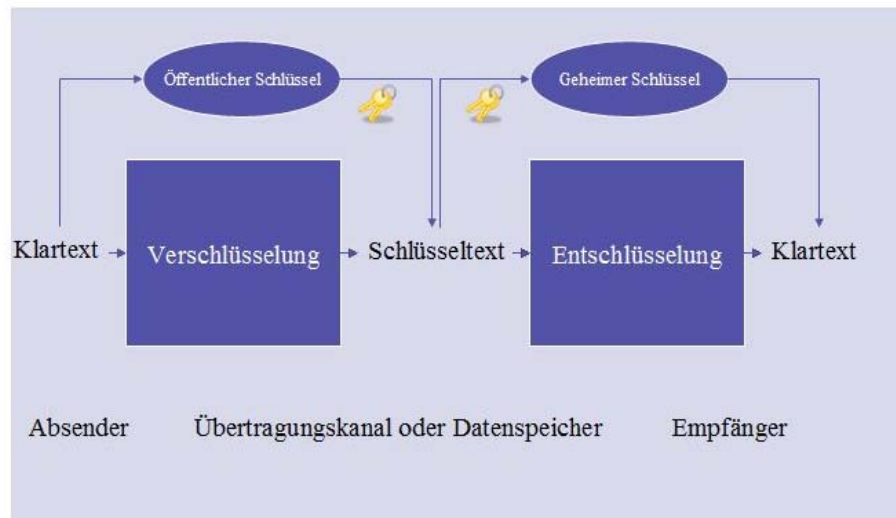 Öffentlicher Schlüssel
Geheimer Schlüssel
Klartext
Verschlüsselung
Schlüsseltext
Entschlüsselung
Klartext
Absender
Übertragungskanal oder Datenspeicher
Empfänger